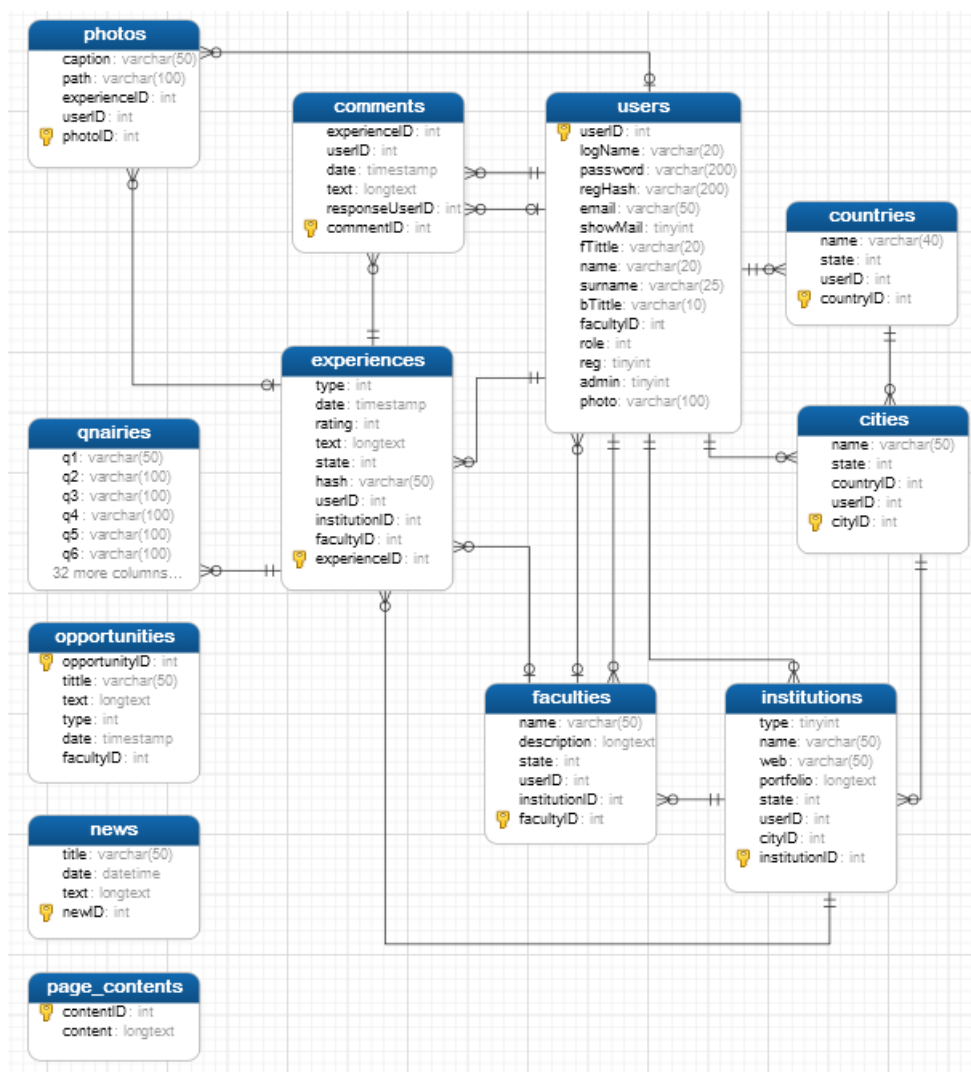 photos
caption: varchar(50)
path: varchar(100)
experienceID: int
userID: int
photoID: int
comments
experienceID: int
userID: int
date: timestamp
text: longtext
responseUserID: int
commentID: int
users
userID: int
logName: varchar(20)
password: varchar(200)
regHash: varchar(200)
email: varchar(50)
showMail: tinyint
fTittle: varchar(20)
name: varchar(20)
surname: varchar(25)
bTittle: varchar(10)
facultyID: int
role: int
reg: tinyint
admin: tinyint
photo: varchar(100)
countries
name: varchar(40)
state: int
userID: int
countryID: int
experiences
type: int
date: timestamp
rating: int
text: longtext
state: int
hash: varchar(50)
userID: int
institutionID: int
facultyID: int
experienceID: int
qnairies
q1: varchar(50)
q2: varchar(100)
q3: varchar(100)
q4: varchar(100)
q5: varchar(100)
q6: varchar(100)
32 more columns...
cities
name: varchar(50)
state: int
countryID: int
userID: int
cityID: int
opportunities
opportunityID: int
tittle: varchar(50)
text: longtext
type: int
date: timestamp
facultyID: int
faculties
name: varchar(50)
description: longtext
state: int
userID: int
institutionID: int
facultyID: int
institutions
type: tinyint
name: varchar(50)
web: varchar(50)
portfolio: longtext
state: int
userID: int
cityID: int
institutionID: int
news
title: varchar(50)
date: datetime
text: longtext
newID: int
page_contents
contentID: int
content: longtext